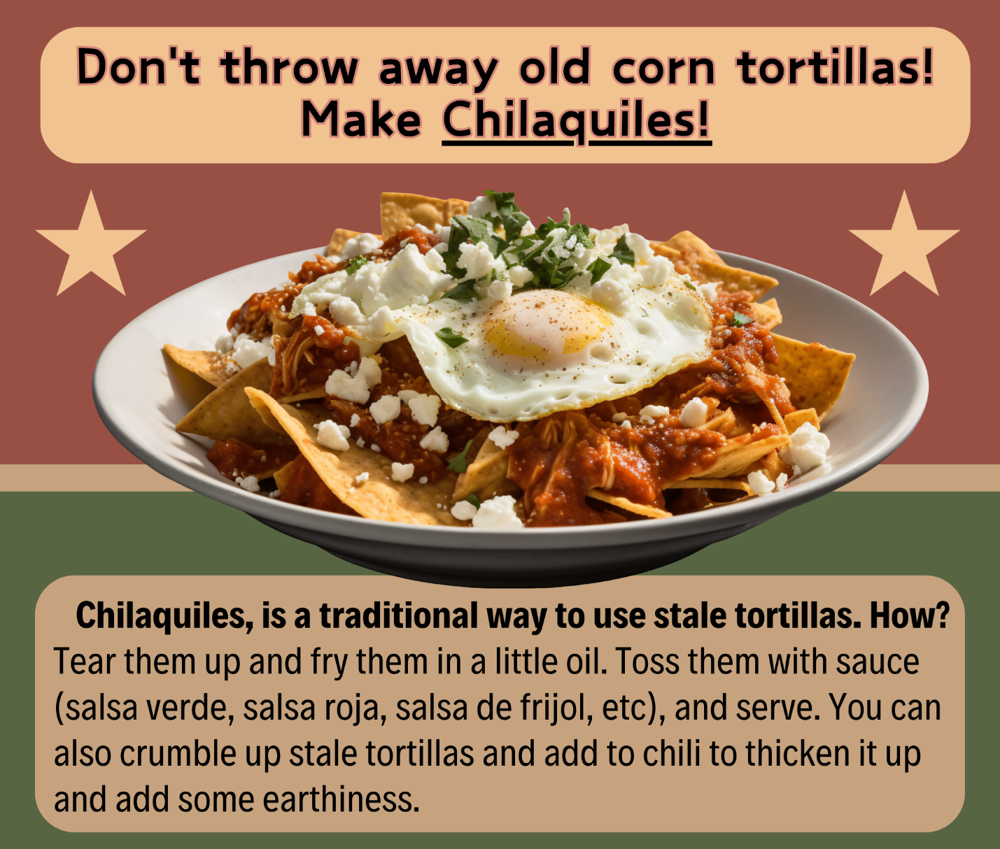 Don't throw away old corn tortillas!
Make Chilaquiles!
Chilaquiles, is a traditional way to use stale tortillas. How?
Tear them up and fry them in a little oil. Toss them with sauce
(salsa verde, salsa roja, salsa de frijol, etc), and serve. You can
also crumble up stale tortillas and add to chili to thicken it up
and add some earthiness.